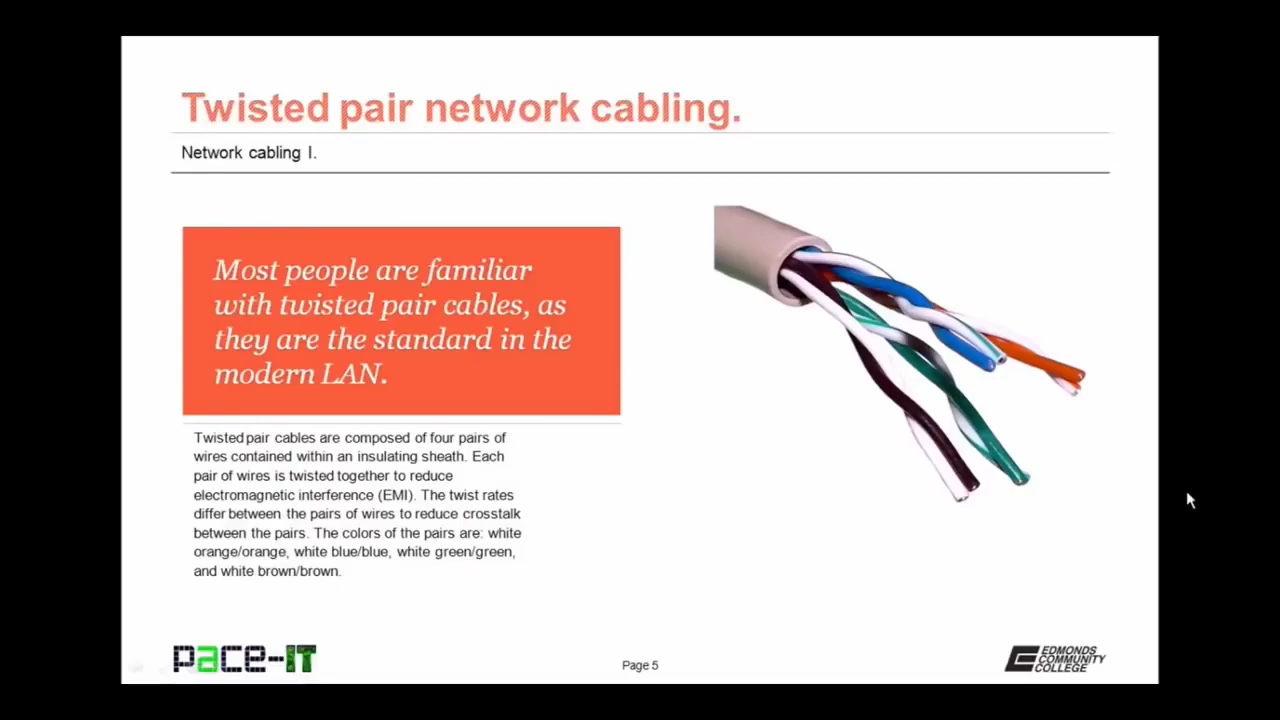 Twisted pair network cabling.
Network cabling I.
Most people are familiar
with twisted pair cables, as
they are the standard in the
modern LAN.
Twisted pair cables are composed of four pairs of
wires contained within an insulating sheath. Each
pair of wires is twisted together to reduce
electromagnetic interference (EMI). The twist rates
differ between the pairs of wires to reduce crosstalk
between the pairs. The colors of the pairs are: white
orange/orange, white blue/blue, white green/green,
and white brown/brown.
pace-IT
Page 5
EDMONDS
COMMUNITY
COLLEGE